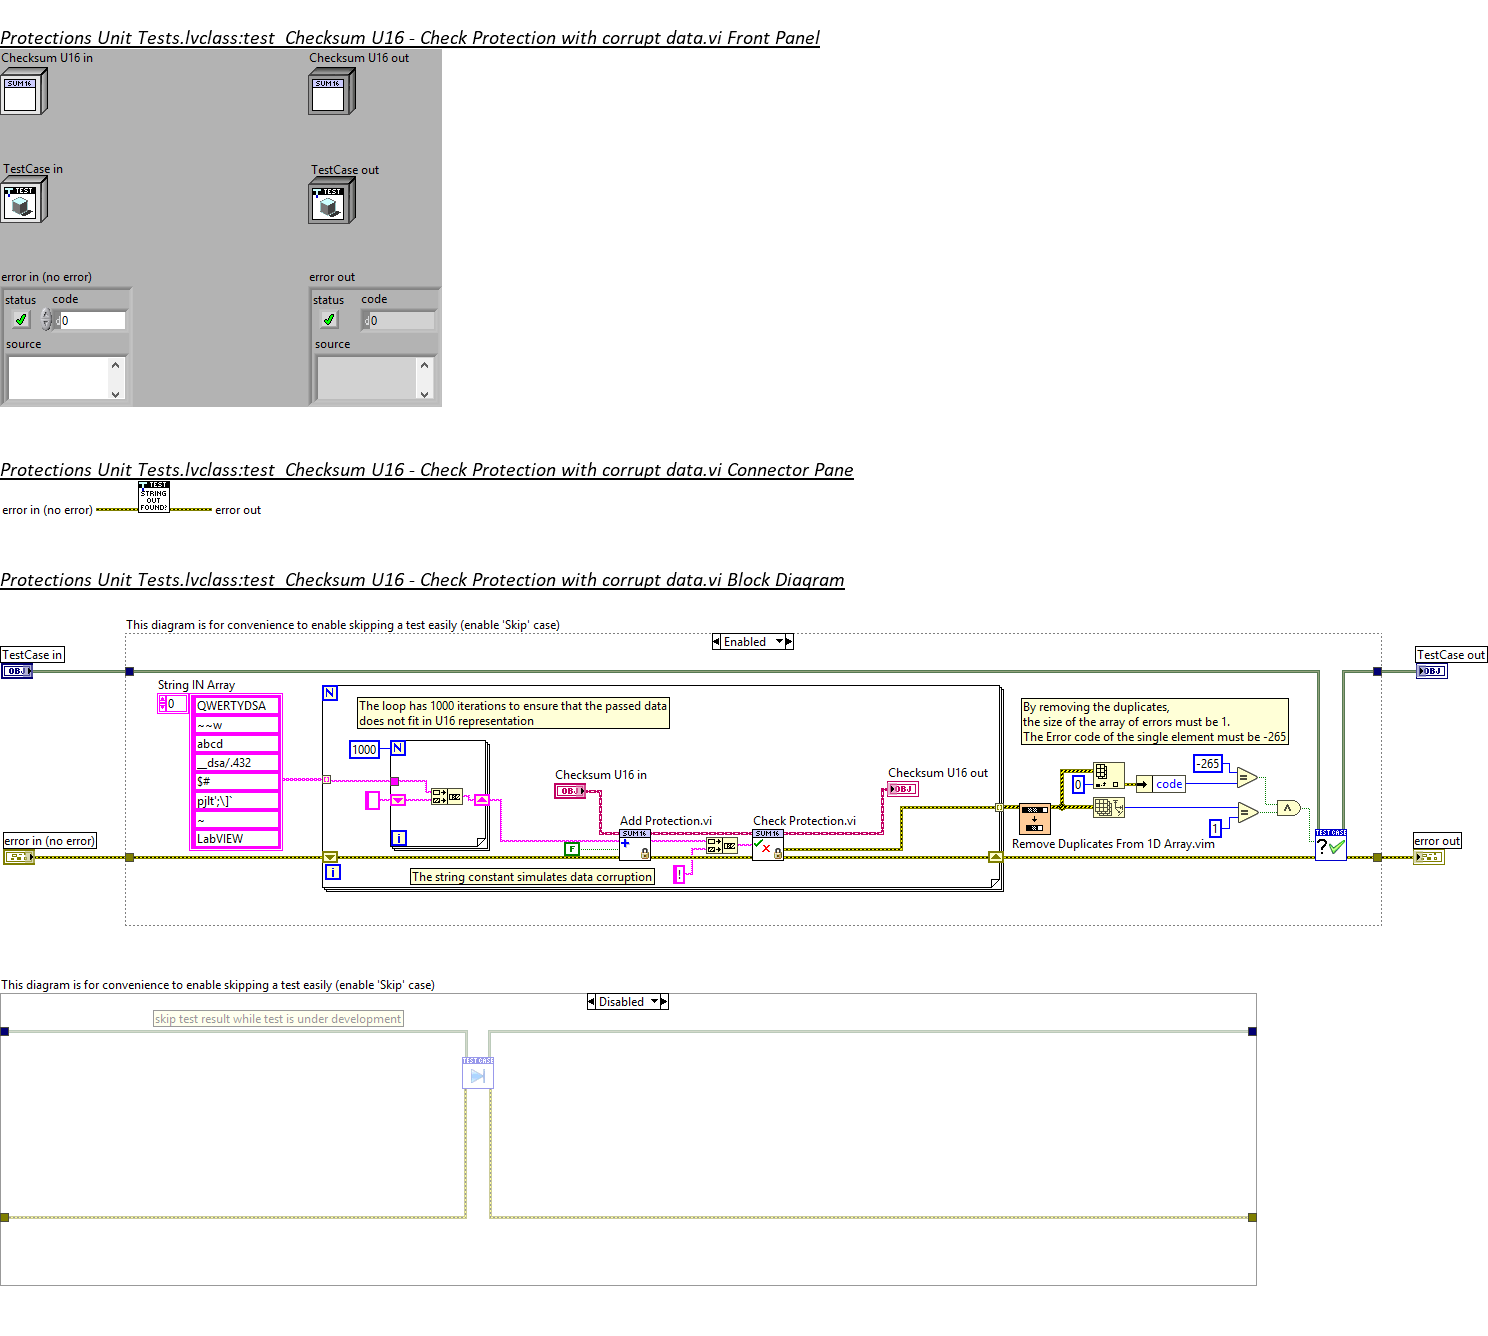 Protections Unit Tests.lvclass:test  Checksum U16 - Check Protection with corrupt data.vi Front Panel
Checksum U16 in
Checksum U16 out
SUM16
SUM16
TestCase in
TestCase out
TEST
TEST
error in (no error)
error out
status
code
status
code
0
0
source
source
Protections Unit Tests.lvclass:test  Checksum U16 - Check Protection with corrupt data.vi Connector Pane
TEST
STRING
OUT
FOUND?
error in (no error)
error out
Protections Unit Tests.lvclass:test  Checksum U16 - Check Protection with corrupt data.vi Block Diagram
This diagram is for convenience to enable skipping a test easily (enable 'Skip' case)
Enabled
TestCase in
OBJ
TestCase out
OBJ
String IN Array
0
QWERTYDSA
~~w
abcd
__dsa/.432
$#
pjlt';\]`
~
LabVIEW
N
The loop has 1000 iterations to ensure that the passed data
does not fit in U16 representation
1000
N
i
By removing the duplicates,
the size of the array of errors must be 1.
The Error code of the single element must be -265
Checksum U16 in
OBJ
Checksum U16 out
OBJ
-265
0
code
1
Add Protection.vi
SUM16
Check Protection.vi
SUM16
F
!
Remove Duplicates From 1D Array.vim
TEST CASE
error in (no error)
error out
i
The string constant simulates data corruption
This diagram is for convenience to enable skipping a test easily (enable 'Skip' case)
Disabled
skip test result while test is under development
TEST CASE